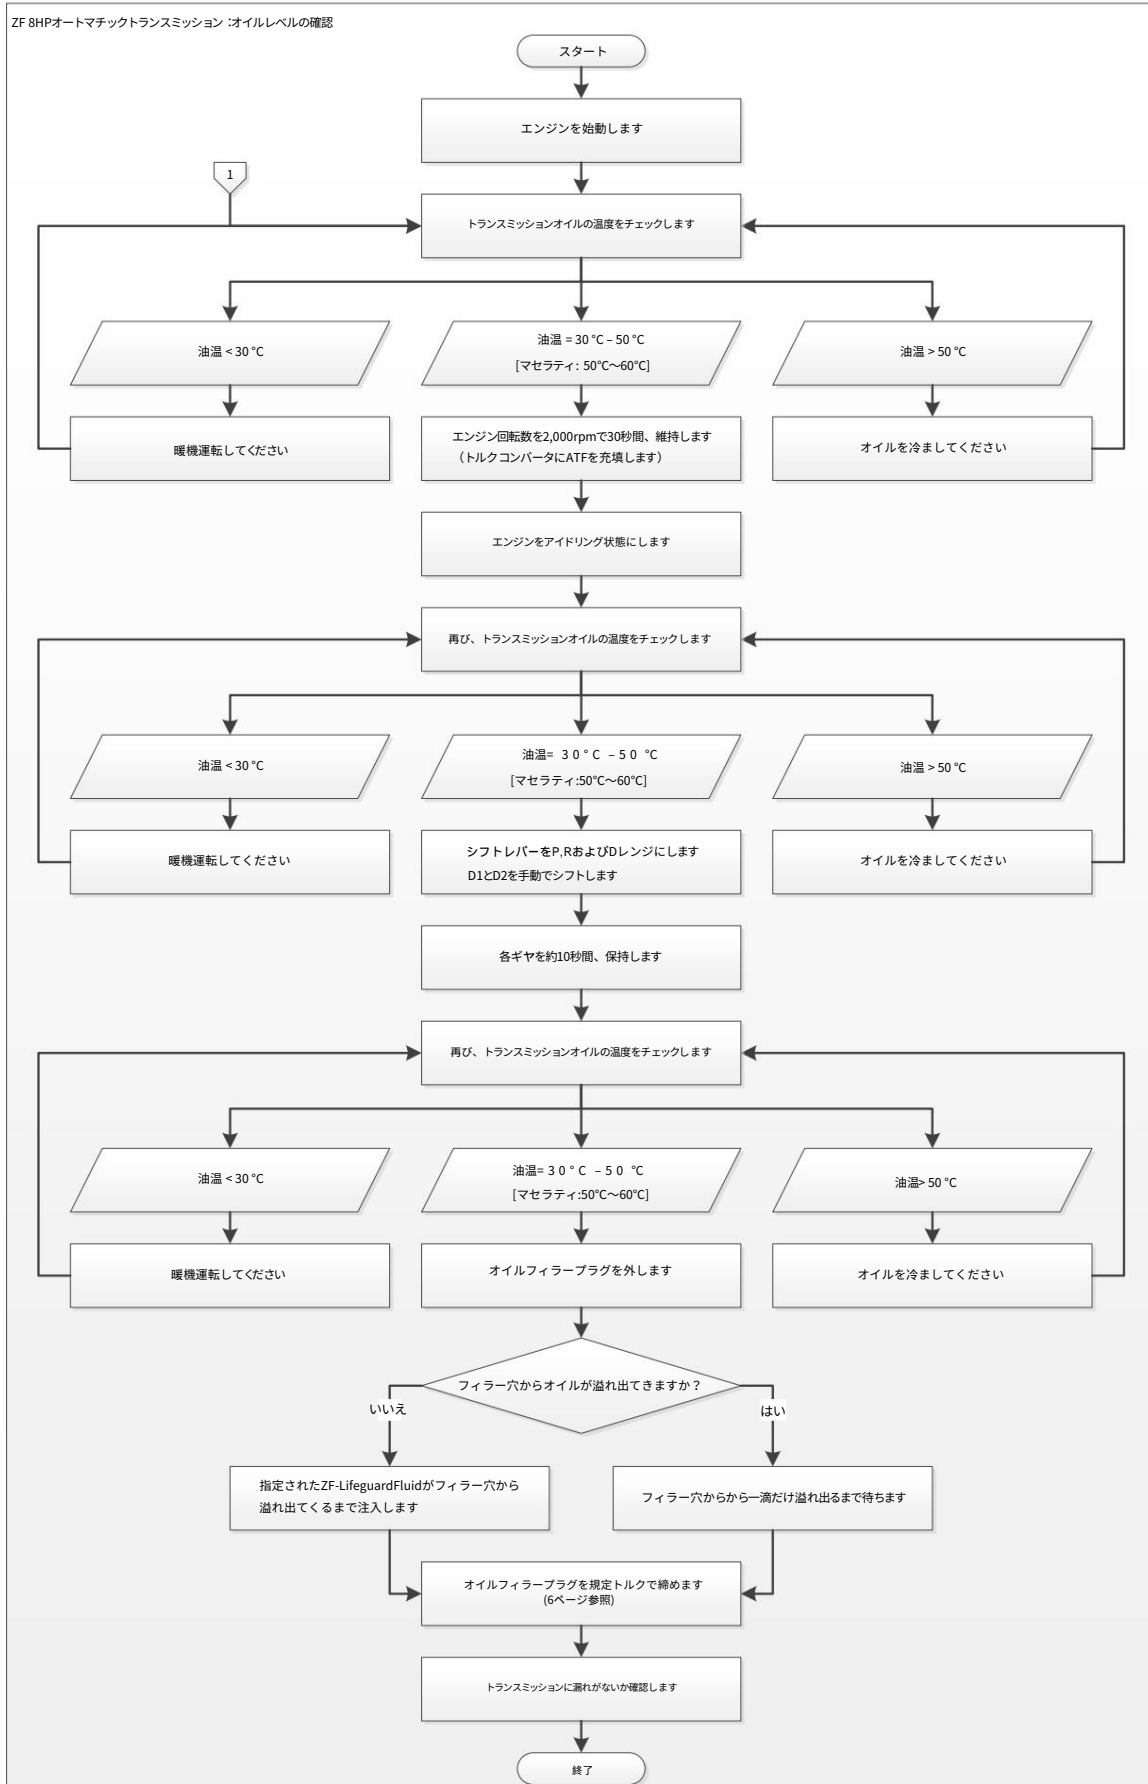 ZF 8HPオートマチックトランスミッション :オイルレベルの確認
スタート
エンジンを始動します
1
トランスミッションオイルの温度をチェックします
油温 < 30 °C
油温 = 30 °C – 50 °C
[マセラティ: 50℃～60℃]
油温 > 50 °C
暖機運転してください
エンジン回転数を2,000rpmで30秒間、維持します
（トルクコンバータにATFを充填します）
オイルを冷ましてください
エンジンをアイドリング状態にします
再び、トランスミッションオイルの温度をチェックします
油温 < 30 °C
油温= 30°C –50 ℃
[マセラティ:50℃～60℃]
油温 > 50 °C
暖機運転してください
シフトレバーをP,RおよびDレンジにします
D1とD2を手動でシフトします
オイルを冷ましてください
各ギヤを約10秒間、保持します
再び、トランスミッションオイルの温度をチェックします
油温 < 30 °C
油温= 30°C –50 ℃
[マセラティ:50℃～60℃]
油温> 50 °C
暖機運転してください
オイルフィラープラグを外します
オイルを冷ましてください
フィラー穴からオイルが溢れ出てきますか？
いいえ
はい
指定されたZF-LifeguardFluidがフィラー穴から
溢れ出てくるまで注入します
フィラー穴からから一滴だけ溢れ出るまで待ちます
オイルフィラープラグを規定トルクで締めます
(6ページ参照)
トランスミッションに漏れがないか確認します
終了